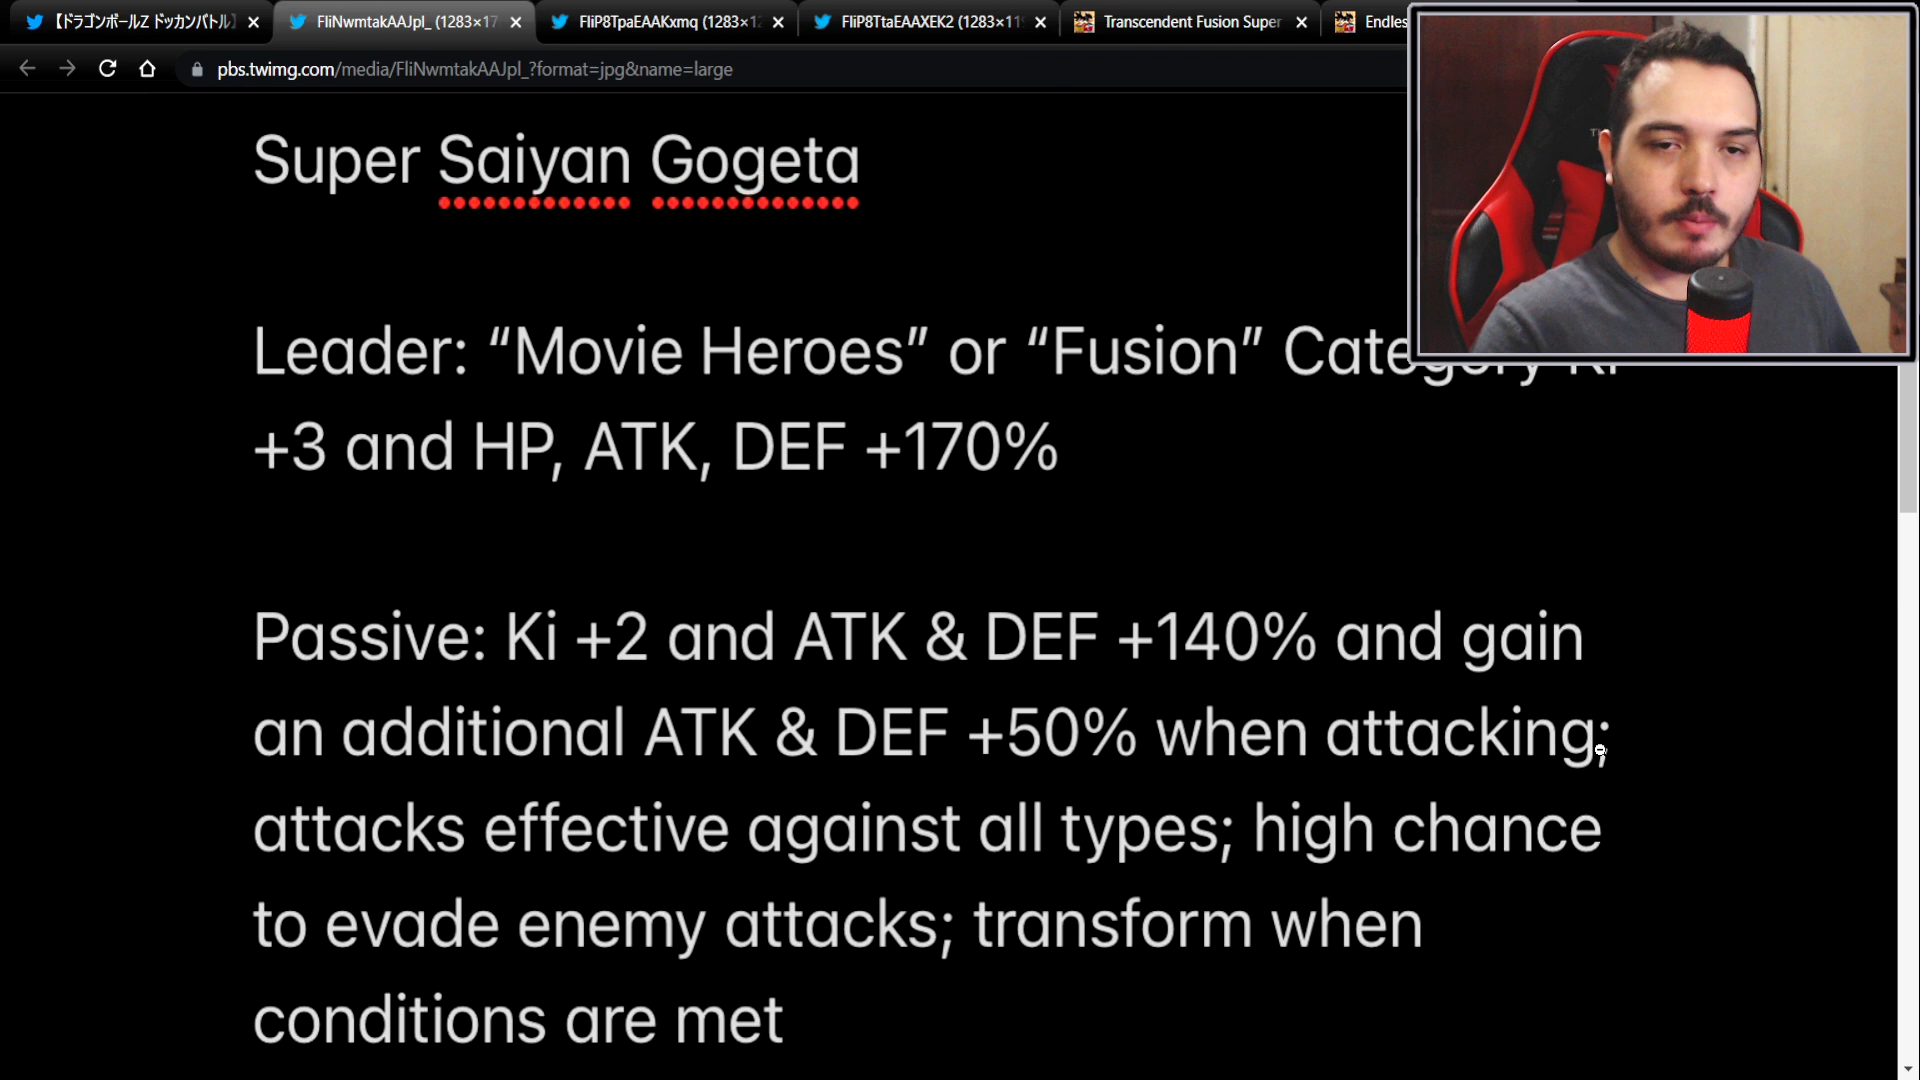 【ドラゴンボールZ ドッカンバトル】
FliNwmtakAAJpl_ (1283×17
FliP8TpaEAAKxmq (1283×12
FliP8TtaEAAXEK2 (1283×119
Transcendent Fusion Super
Endles
pbs.twimg.com/media/FliNwmtakAAJpl_?format=jpg&name=large
Super Saiyan Gogeta
Leader: “Movie Heroes” or “Fusion” Category Ki
+3 and HP, ATK, DEF +170%
Passive: Ki +2 and ATK & DEF +140% and gain
an additional ATK & DEF +50% when attacking;
attacks effective against all types; high chance
to evade enemy attacks; transform when
conditions are met